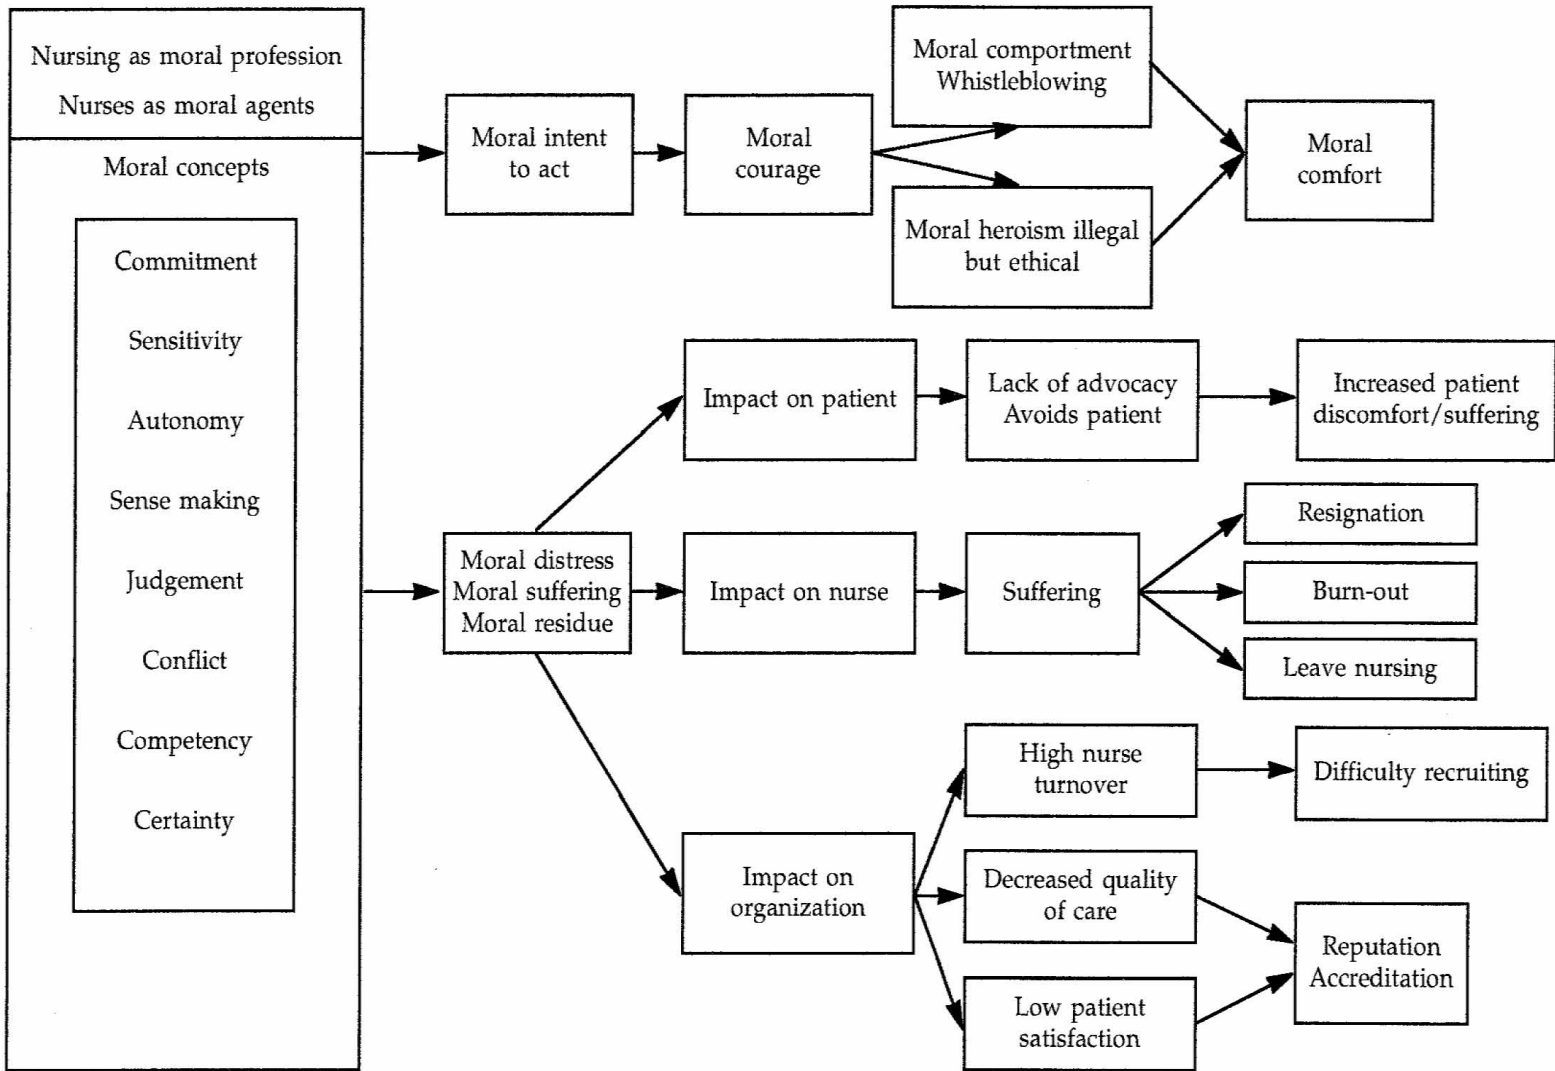 Nursing as moral profession
Nurses as moral agents
Moral concepts
Commitment
Sensitivity
Autonomy
Sense making
Judgement
Conflict
Competency
Certainty
Moral intent
to act
Moral
courage
Moral comportment
Whistleblowing
Moral heroism illegal
but ethical
Moral
comfort
Moral distress
Moral suffering
Moral residue
Impact on patient
Lack of advocacy
Avoids patient
Increased patient
discomfort/suffering
Impact on nurse
Suffering
Resignation
Burn-out
Leave nursing
Impact on
organization
High nurse
turnover
Difficulty recruiting
Decreased quality
of care
Low patient
satisfaction
Reputation
Accreditation